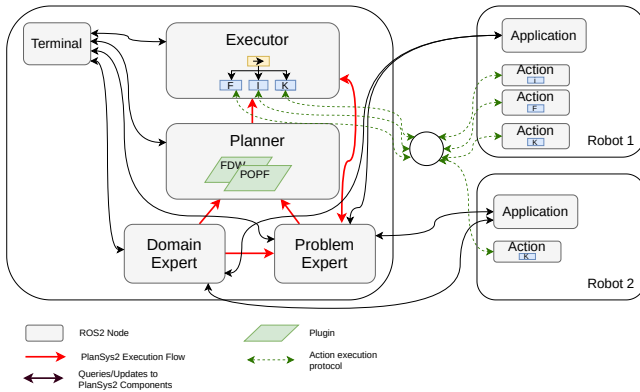 Terminal
Executor
F
I
K
Planner
FDW
POPF
Domain
Expert
Problem
Expert
Application
Action
I
Action
F
Action
K
Robot 1
Application
Action
K
Robot 2
ROS2 Node
Plugin
PlanSys2 Execution Flow
Action execution
protocol
Queries/Updates to
PlanSys2 Components